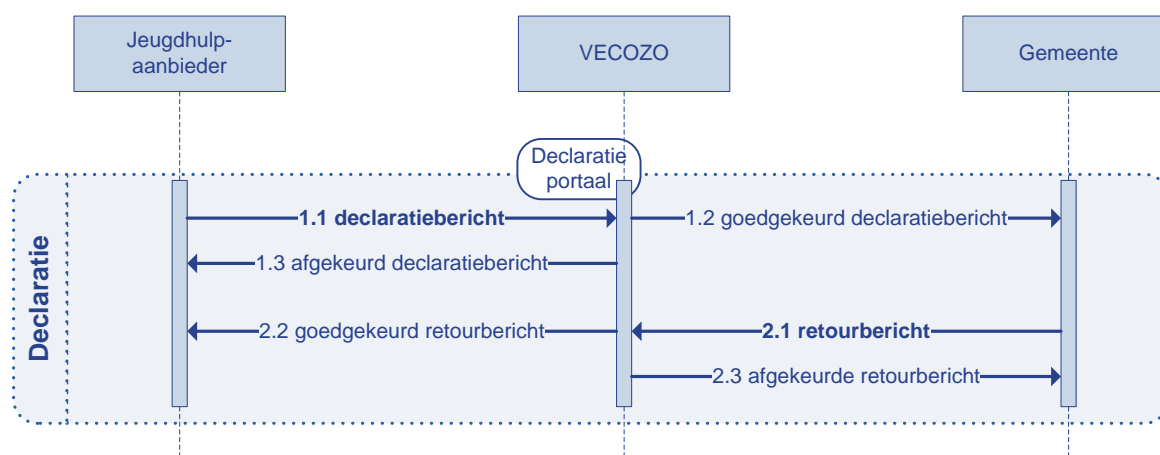 Jeugdhulp-
aanbieder
VECOZO
Gemeente
Declaratie
portaal
Declaratie
1.1 declaratiebericht
1.2 goedgekeurd declaratiebericht
1.3 afgekeurd declaratiebericht
2.2 goedgekeurd retourbericht
2.1 retourbericht
2.3 afgekeurde retourbericht